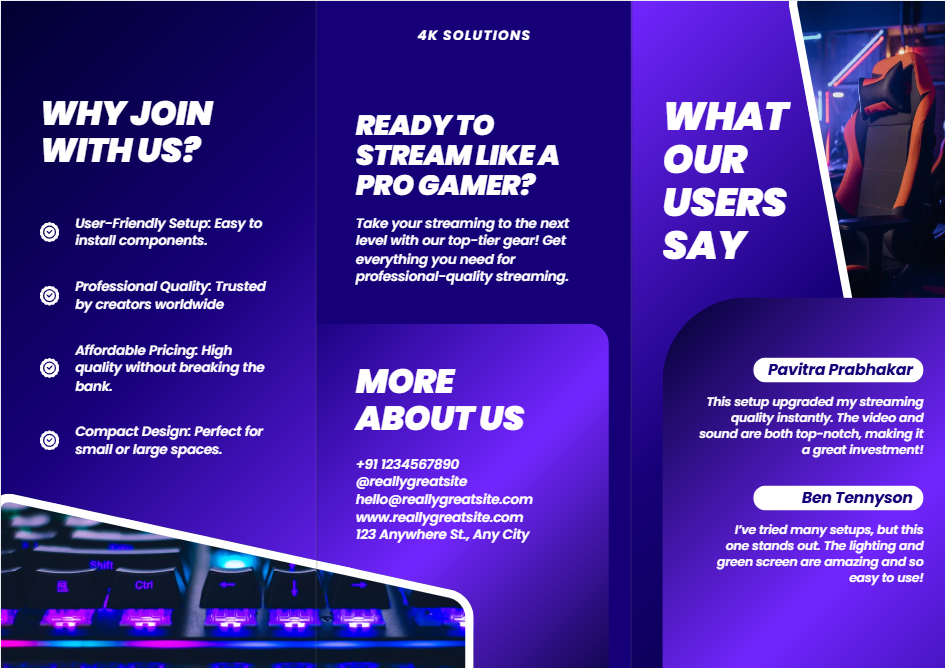 WHY JOIN
WITH US?
User-Friendly Setup: Easy to
install components.
Professional Quality: Trusted
by creators worldwide
Affordable Pricing: High
quality without breaking the
bank.
Compact Design: Perfect for
small or large spaces.
Shift
Ctrl
4K SOLUTIONS
READY TO
STREAM LIKE A
PRO GAMER?
Take your streaming to the next
level with our top-tier gear! Get
everything you need for
professional-quality streaming.
MORE
ABOUT US
+91 1234567890
@reallygreatsite
hello@reallygreatsite.com
www.reallygreatsite.com
123 Anywhere St., Any City
WHAT
OUR
USERS
SAY
Pavitra Prabhakar
This setup upgraded my streaming
quality instantly. The video and
sound are both top-notch, making it
a great investment!
Ben Tennyson
I've tried many setups, but this
one stands out. The lighting and
green screen are amazing and so
easy to use!